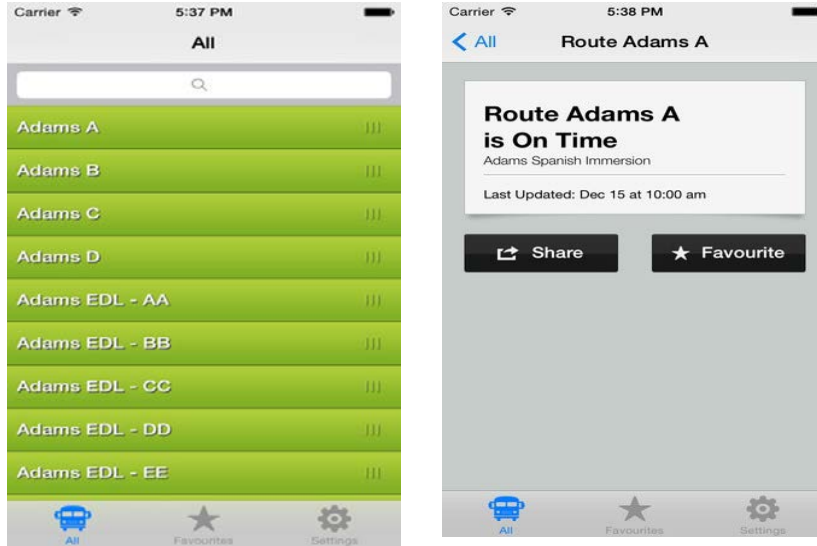 Carrier 5:37 PM
All
Adams A
Adams B
Adams C
Adams D
Adams EDL - AA
Adams EDL - BB
Adams EDL - CC
Adams EDL - DD
Adams EDL - EE
All Favourites Settings
Carrier 5:38 PM
All Route Adams A
Route Adams A
is On Time
Adams Spanish Immersion
Last Updated: Dec 15 at 10:00 am
Share Favourite
All Favourites Settings